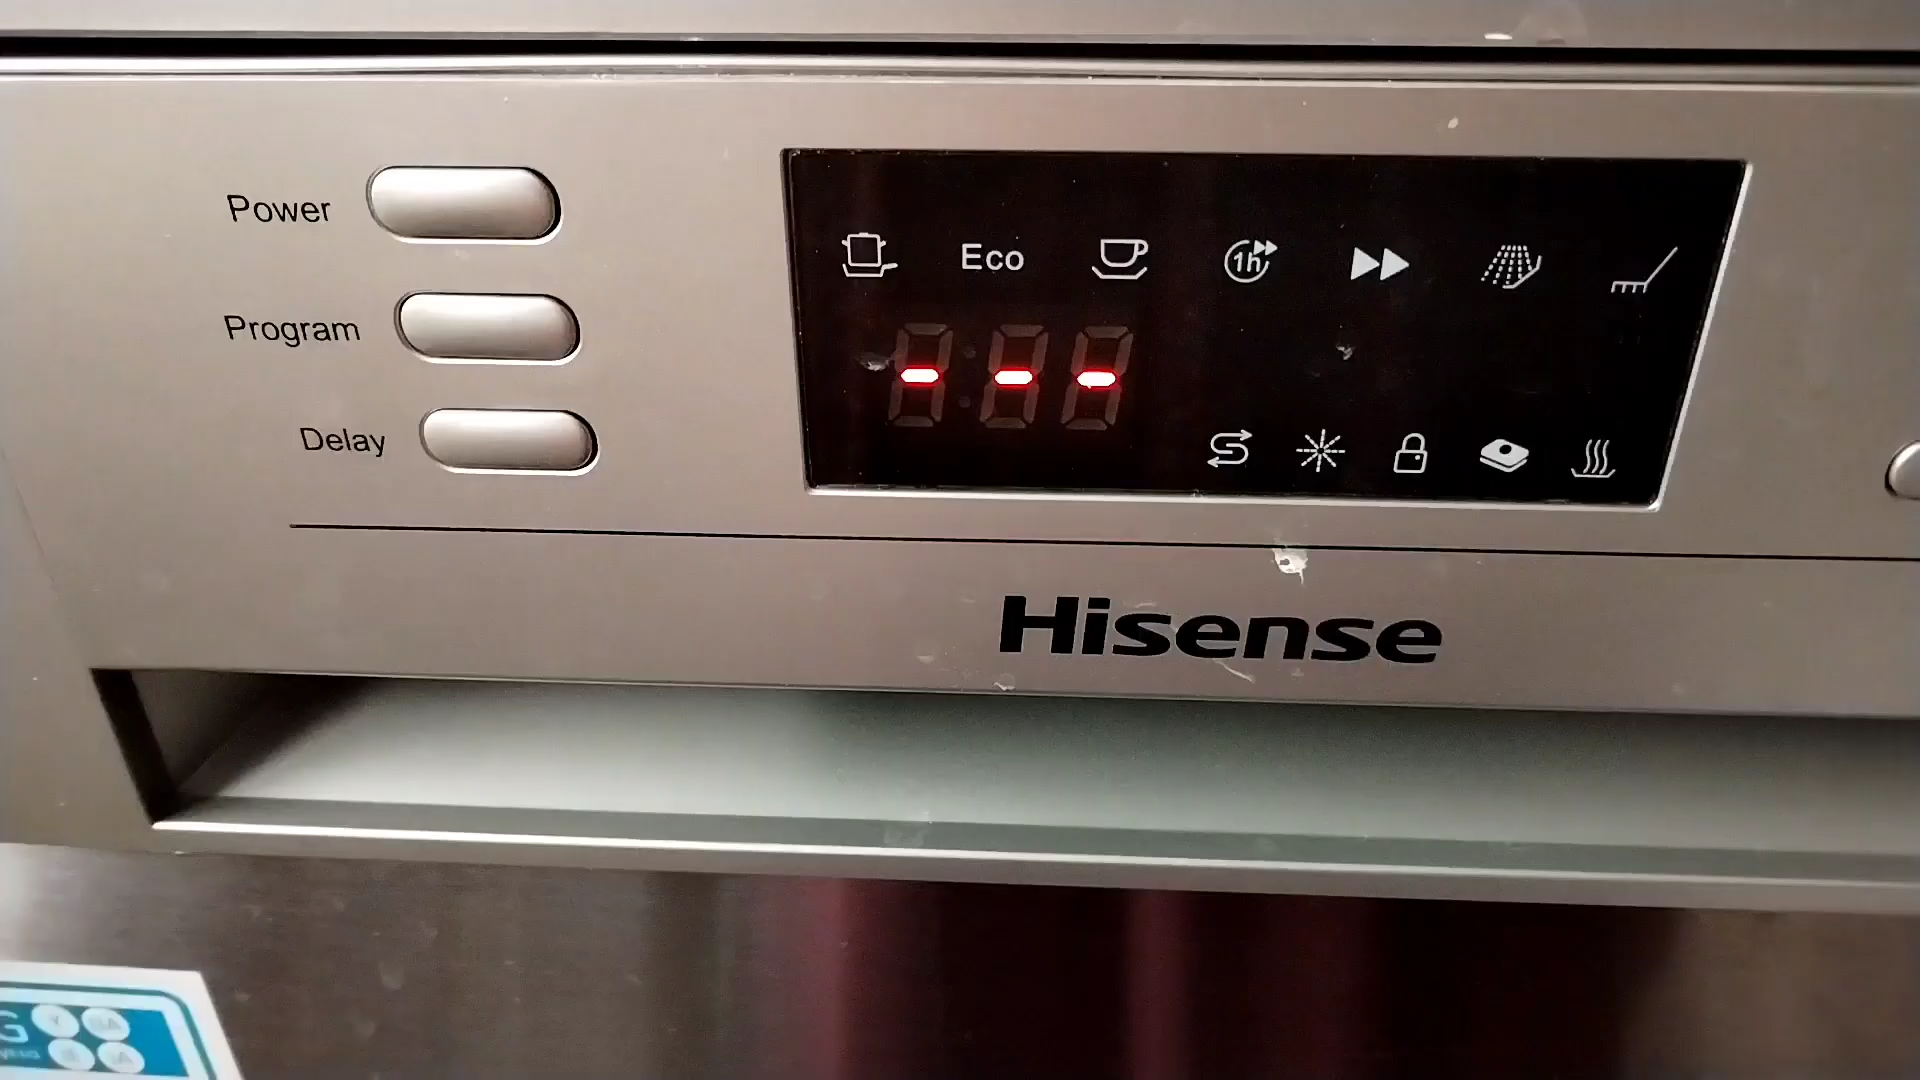 Power
Eco
1h
Program
- - -
Delay
Hisense
G